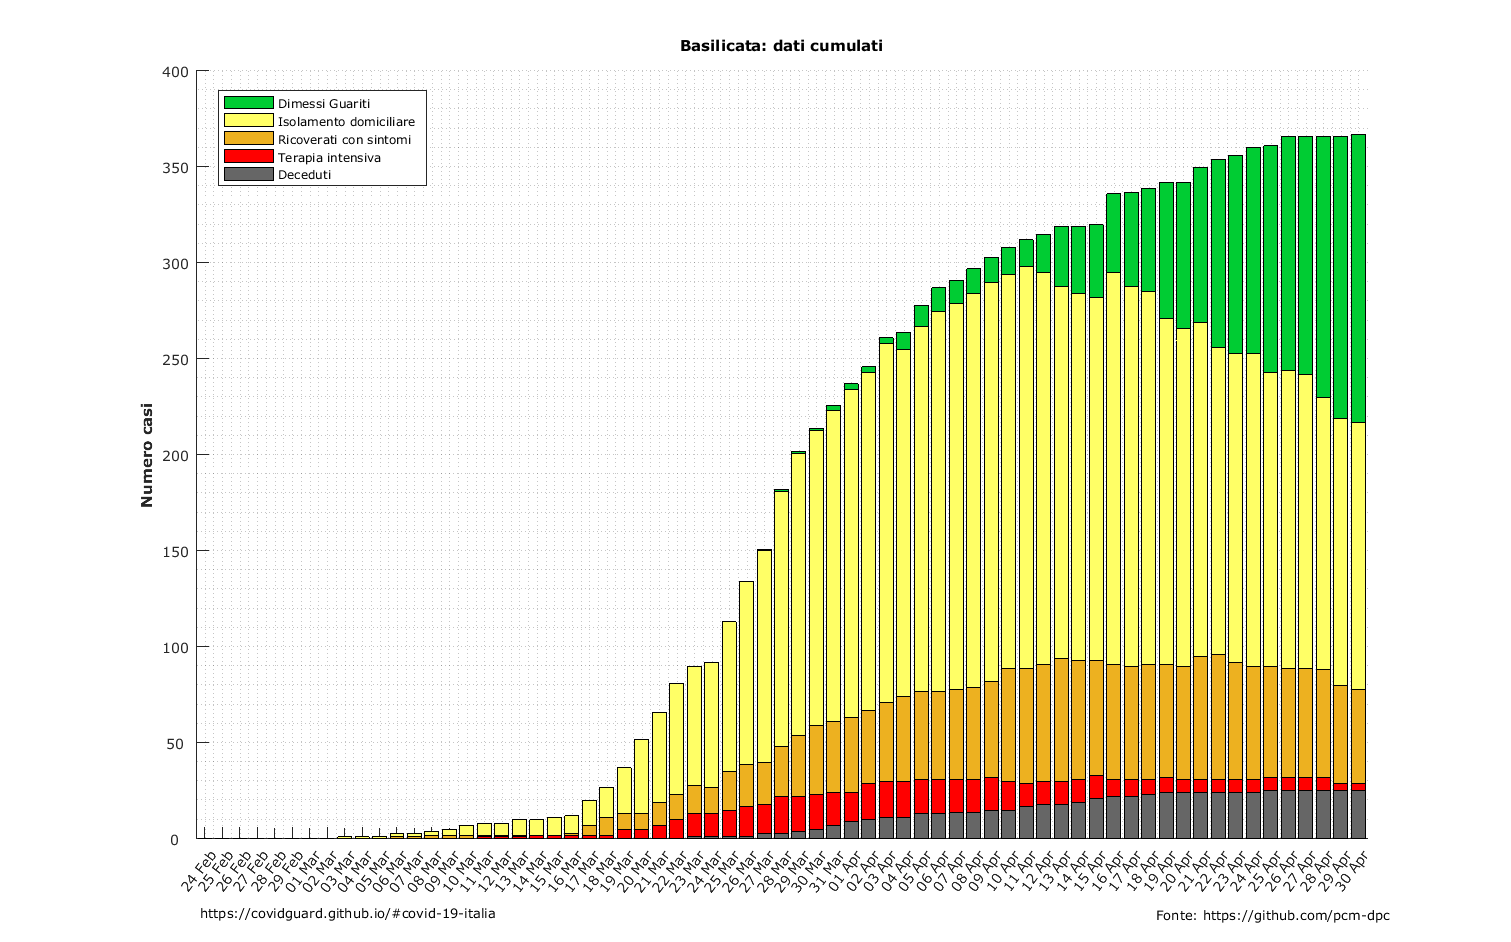 Basilicata: dati cumulati
400
350
300
250
200
150
100
50
0
Numero casi
Dimessi Guariti
Isolamento domiciliare
Ricoverati con sintomi
Terapia intensiva
Deceduti
24 Feb
25 Feb
26 Feb
27 Feb
28 Feb
29 Feb
01 Mar
02 Mar
03 Mar
04 Mar
05 Mar
06 Mar
07 Mar
08 Mar
09 Mar
10 Mar
11 Mar
12 Mar
13 Mar
14 Mar
15 Mar
16 Mar
17 Mar
18 Mar
19 Mar
20 Mar
21 Mar
22 Mar
23 Mar
24 Mar
25 Mar
26 Mar
27 Mar
28 Mar
29 Mar
30 Mar
31 Mar
01 Apr
02 Apr
03 Apr
04 Apr
05 Apr
06 Apr
07 Apr
08 Apr
09 Apr
10 Apr
11 Apr
12 Apr
13 Apr
14 Apr
15 Apr
16 Apr
17 Apr
18 Apr
19 Apr
20 Apr
21 Apr
22 Apr
23 Apr
24 Apr
25 Apr
26 Apr
27 Apr
28 Apr
29 Apr
30 Apr
https://covidguard.github.io/#covid-19-italia
Fonte: https://github.com/pcm-dpc